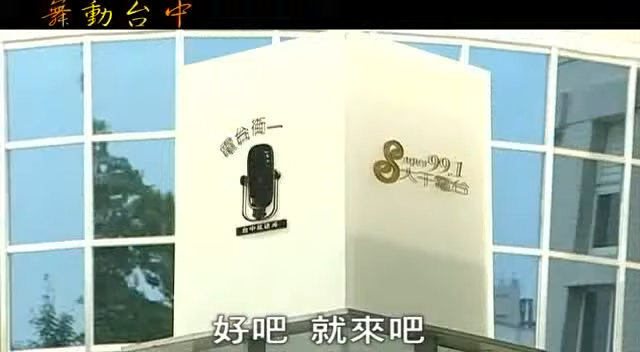 舞動台中
電台街一
台中放送局
Super 99.1
大千電台
好吧 就來吧